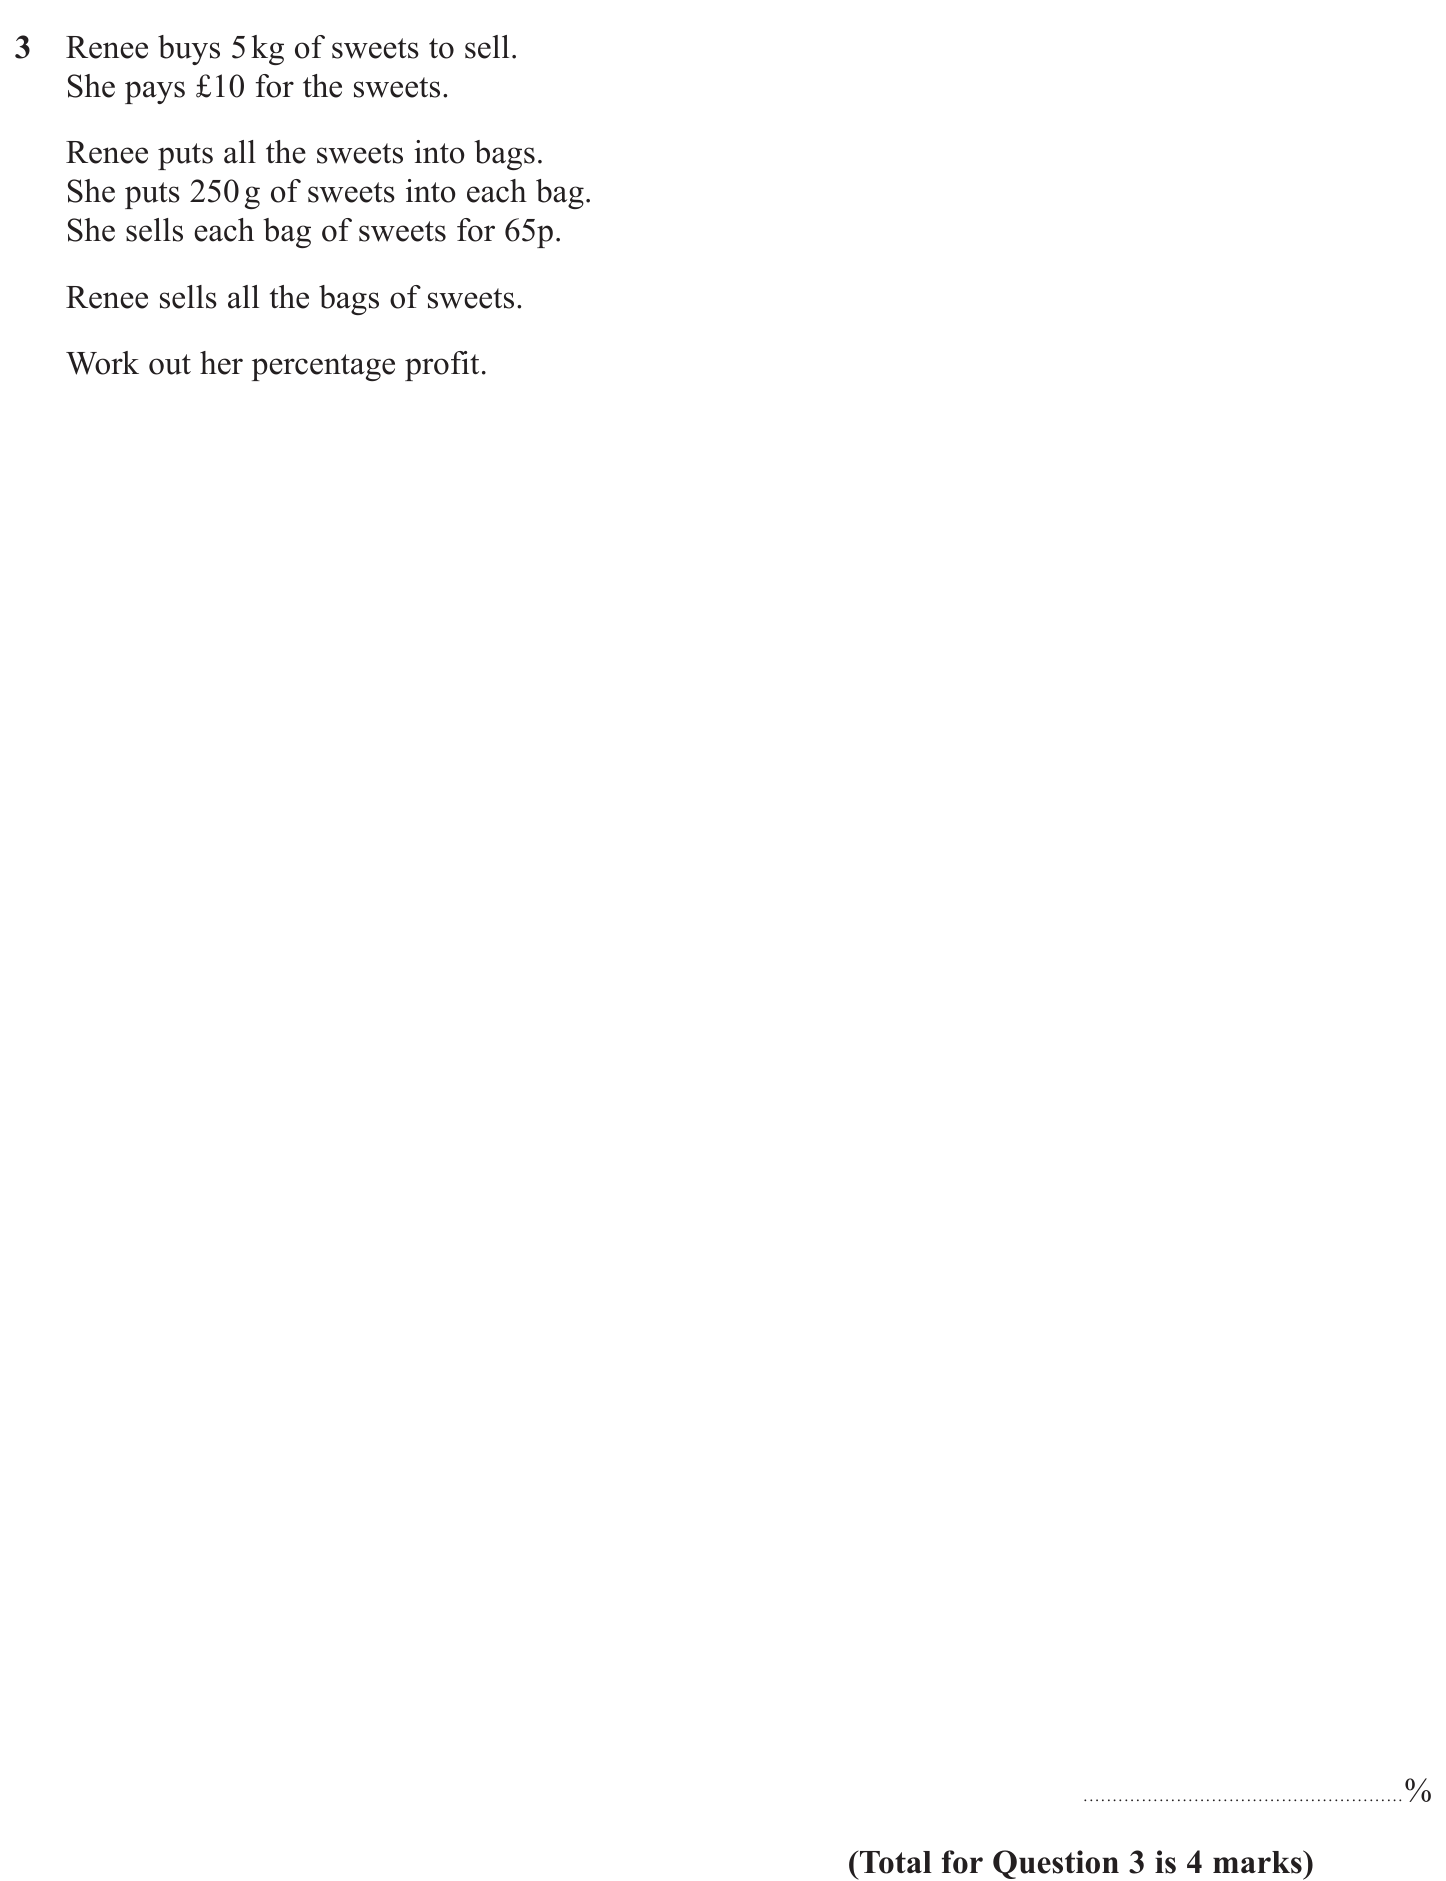 3 Renee buys 5 kg of sweets to sell.
She pays £10 for the sweets.
Renee puts all the sweets into bags.
She puts 250 g of sweets into each bag.
She sells each bag of sweets for 65p.
Renee sells all the bags of sweets.
Work out her percentage profit.
.......................................................%
(Total for Question 3 is 4 marks)